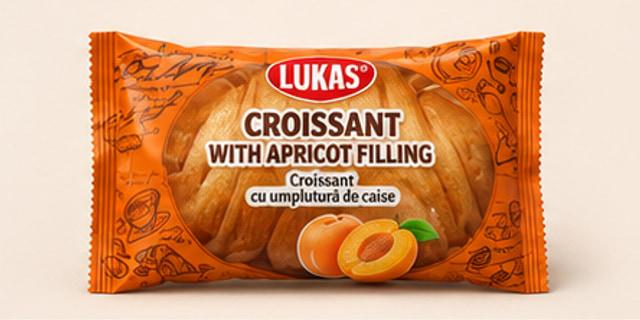 LUKAS®
CROISSANT
WITH APRICOT FILLING
Croissant
cu umplutură de caise